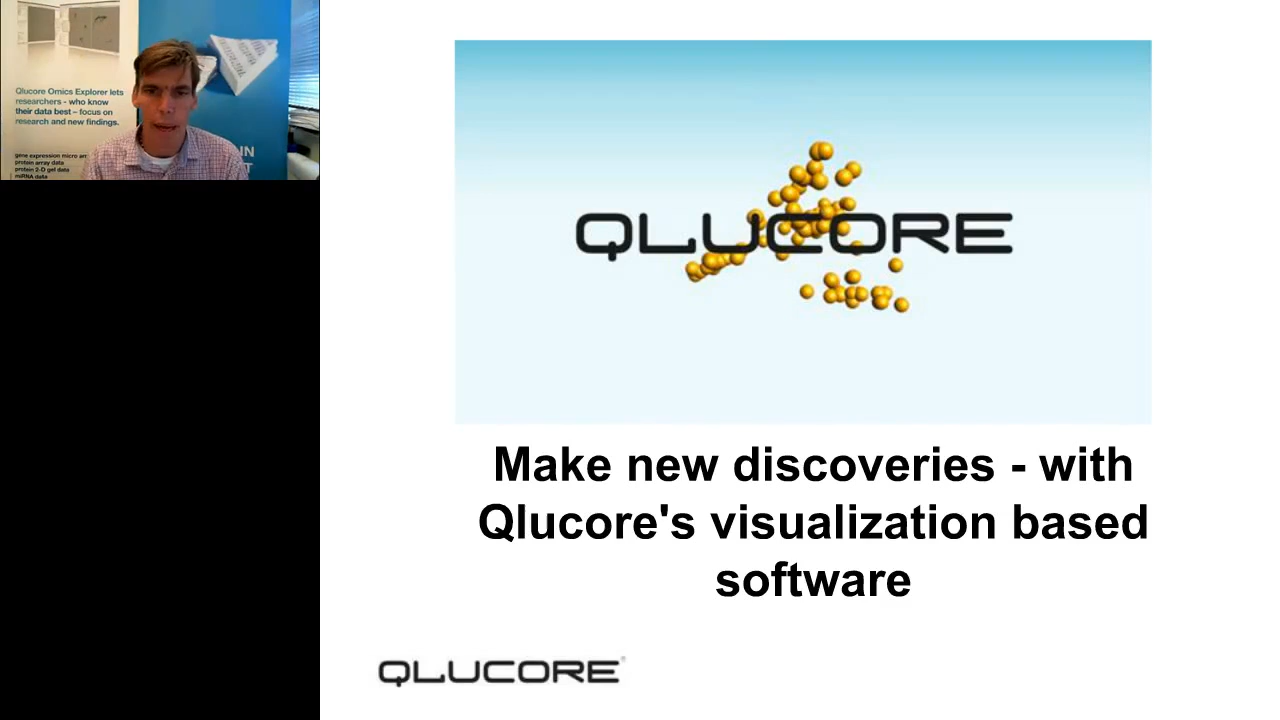 Qlucore Omics Explorer lets
researchers - who know
their data best – focus on
research and new findings.
gene expression micro arr
protein array data
protein 2-D gel data
miRNA data
IN
T
QLUCORE
Make new discoveries - with
Qlucore's visualization based
software
QLUCORE®